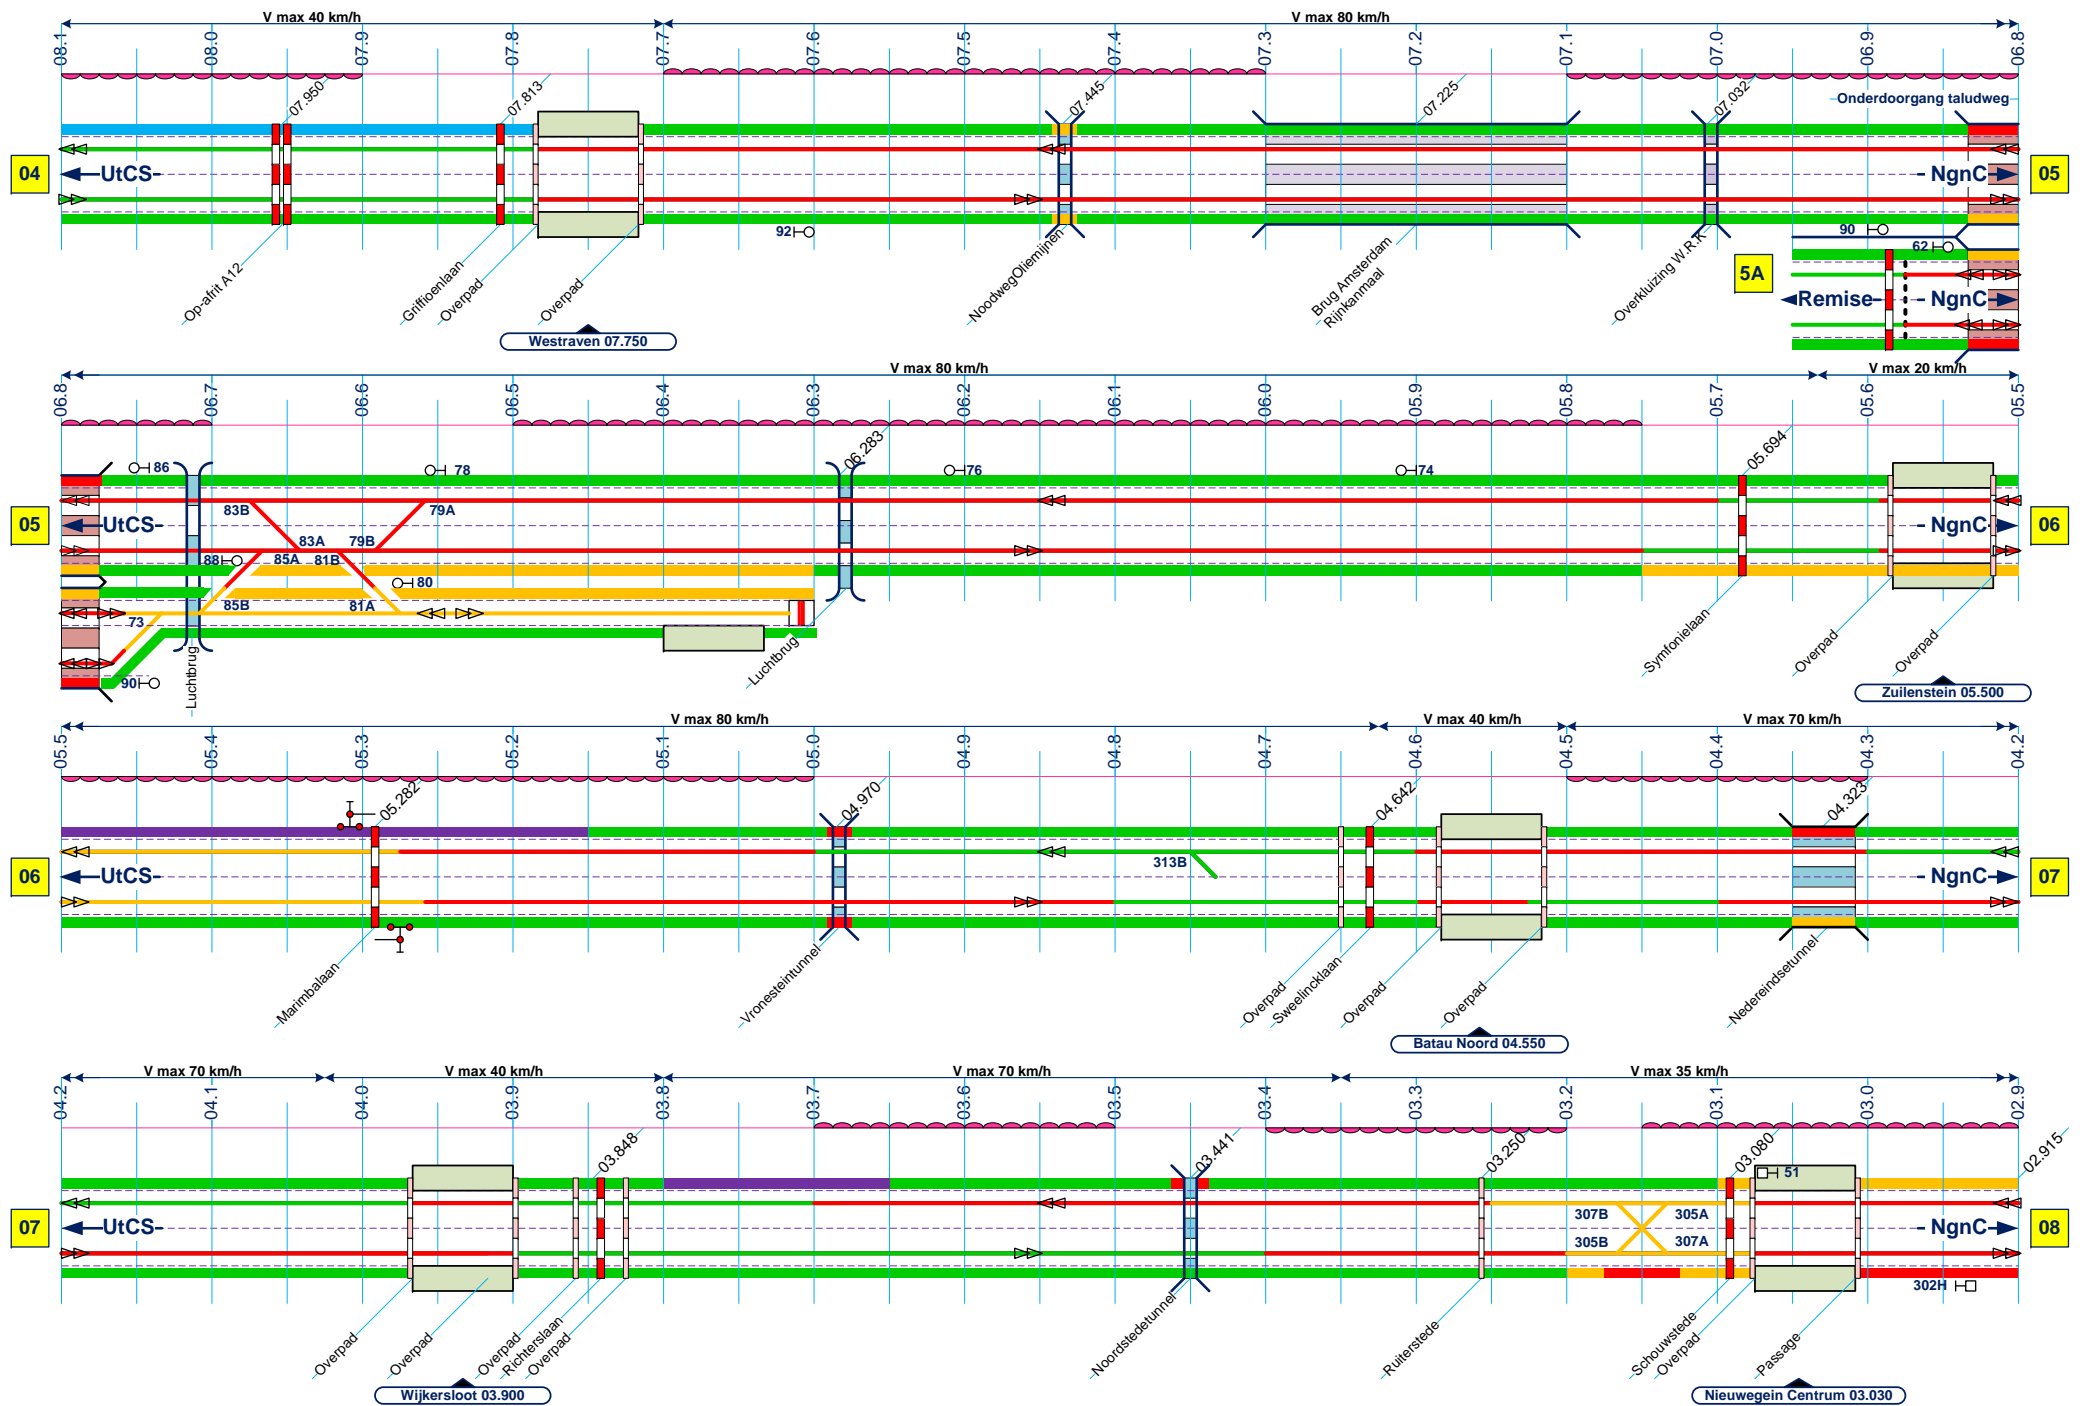 V max 40 km/h
V max 80 km/h
08.1
08.0
07.9
07.8
07.7
07.6
07.5
07.4
07.3
07.2
07.1
07.0
06.9
06.8
07.950
07.813
07.445
07.225
07.032
Onderdoorgang taludweg
04
UtCS
NgnC
05
92
90
62
5A
Remise
NgnC
Op-afrit A12
Griffioenlaan
Overpad
Overpad
NoodwegOliemijnen
Brug Amsterdam
Rijnkanmaal
Overkluizing W.R.K
Westraven 07.750
V max 80 km/h
V max 20 km/h
06.8
06.7
06.6
06.5
06.4
06.3
06.2
06.1
06.0
05.9
05.8
05.7
05.6
05.5
06.283
05.694
86
78
76
74
05
UtCS
83B
79A
83A
79B
NgnC
06
88
85A
81B
80
85B
81A
73
90
Luchtbrug
Luchtbrug
Symfonielaan
Overpad
Overpad
Zuilenstein 05.500
V max 80 km/h
V max 40 km/h
V max 70 km/h
05.5
05.4
05.3
05.2
05.1
05.0
04.9
04.8
04.7
04.6
04.5
04.4
04.3
04.2
05.282
04.970
04.642
04.323
313B
06
UtCS
NgnC
07
Marimbalaan
Vronesteintunnel
Overpad
Sweelincklaan
Overpad
Overpad
Nedereindsetunnel
Batau Noord 04.550
V max 70 km/h
V max 40 km/h
V max 70 km/h
V max 35 km/h
04.2
04.1
04.0
03.9
03.8
03.7
03.6
03.5
03.4
03.3
03.2
03.1
03.0
02.9
03.848
03.441
03.250
03.080
02.915
51
07
UtCS
307B
305A
305B
307A
NgnC
08
302H
Overpad
Overpad
Overpad
Richterslaan
Overpad
Noordstedetunnel
Ruiterstede
Schouwstede
Overpad
Passage
Wijkersloot 03.900
Nieuwegein Centrum 03.030